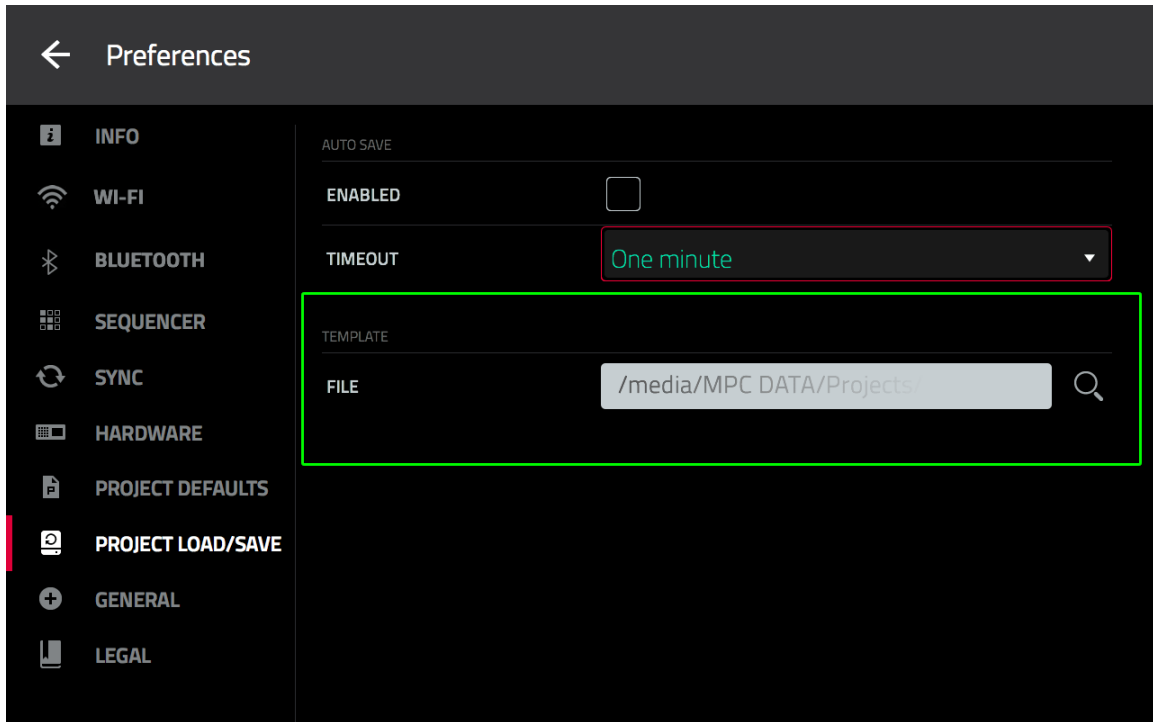 Preferences
INFO
WI-FI
BLUETOOTH
SEQUENCER
SYNC
HARDWARE
PROJECT DEFAULTS
PROJECT LOAD/SAVE
GENERAL
LEGAL
AUTO SAVE
ENABLED
TIMEOUT
One minute
TEMPLATE
FILE
/media/MPC DATA/Projects/